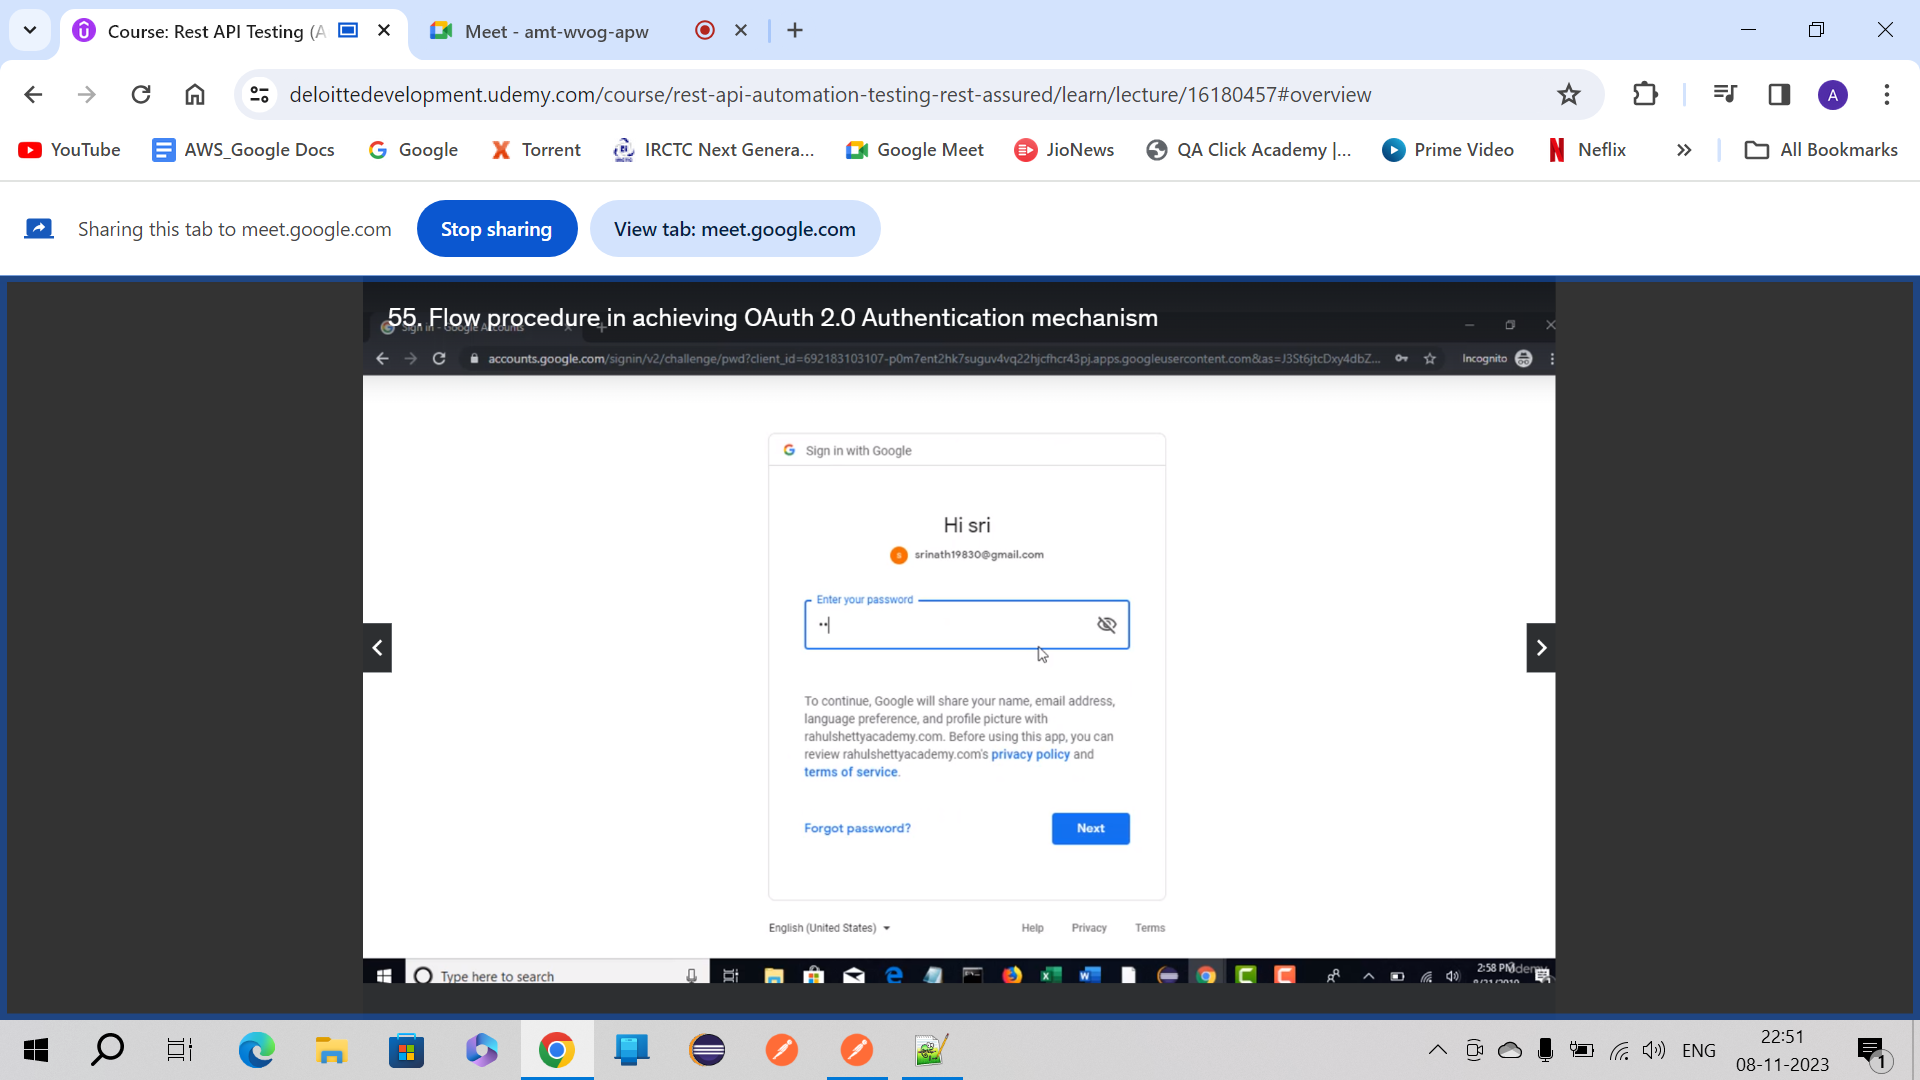 Course: Rest API Testing (A
Meet - amt-wvog-apw
deloittedevelopment.udemy.com/course/rest-api-automation-testing-rest-assured/learn/lecture/16180457#overview
A
YouTube
AWS_Google Docs
Google
Torrent
IRCTC Next Genera...
Google Meet
JioNews
QA Click Academy |...
Prime Video
Neflix
All Bookmarks
Sharing this tab to meet.google.com
Stop sharing
View tab: meet.google.com
55. Flow procedure in achieving OAuth 2.0 Authentication mechanism
Sign in - Google Accounts
accounts.google.com/signin/v2/challenge/pwd?client_id=692183103107-p0m7ent2hk7suguv4vq22hjcfhcr43pj.apps.googleusercontent.com&as=J3St6jtcDxy4dbZ...
Incognito
Sign in with Google
Hi sri
srinath19830@gmail.com
Enter your password
To continue, Google will share your name, email address,
language preference, and profile picture with
rahulshettyacademy.com. Before using this app, you can
review rahulshettyacademy.com's privacy policy and
terms of service.
Forgot password?
Next
English (United States)
Help
Privacy
Terms
Type here to search
2:58 PM
ENG
22:51
08-11-2023
1